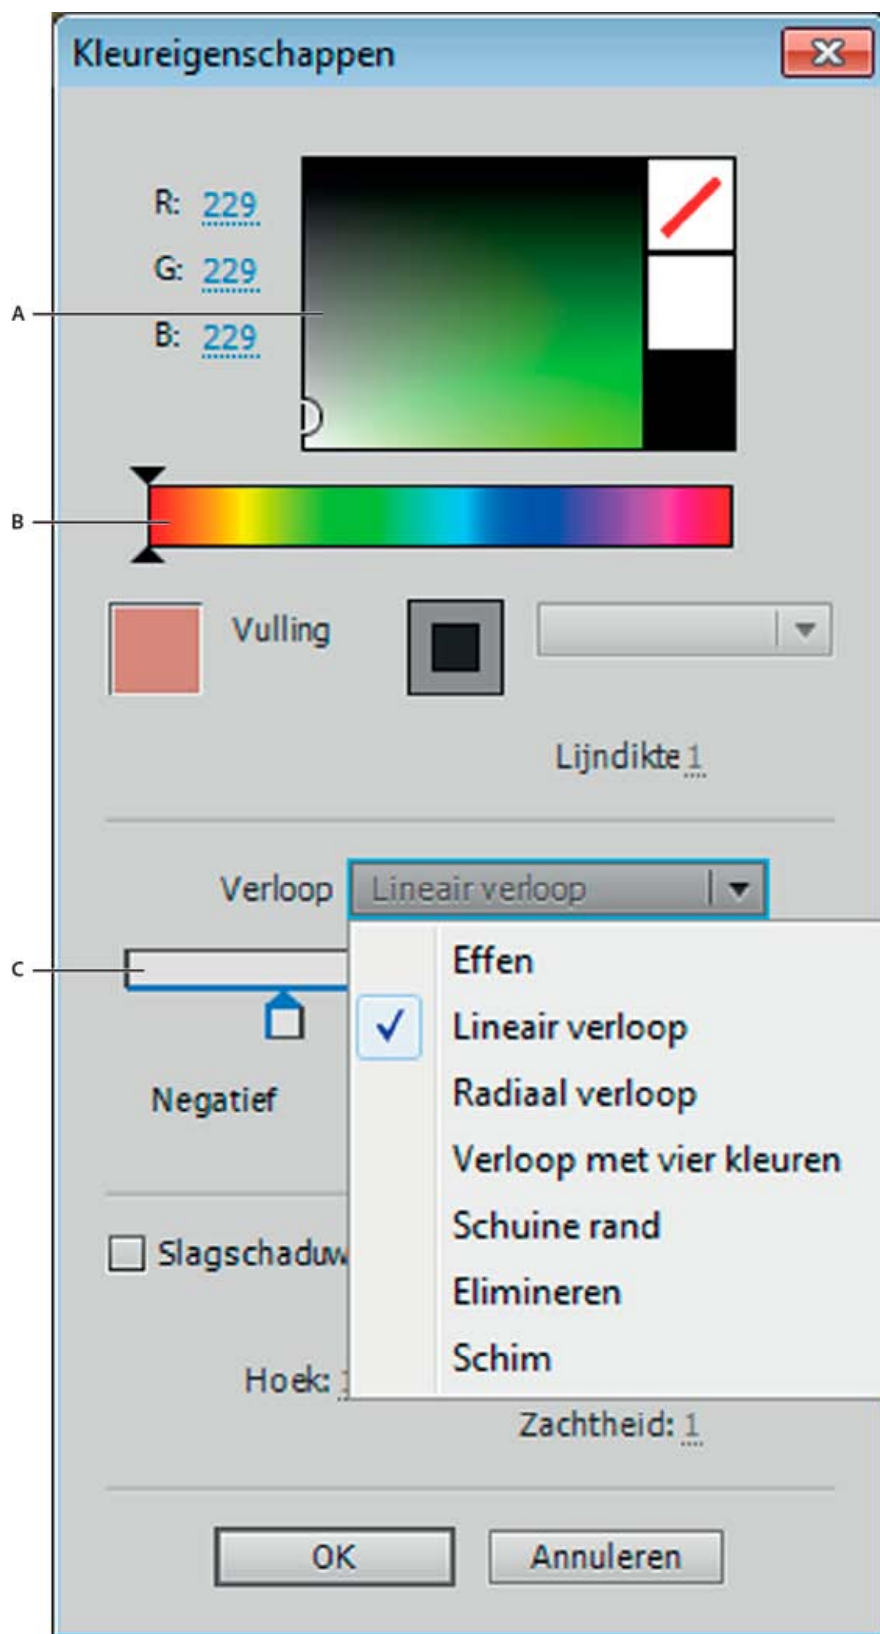 Kleureigenschappen
R: 229
G: 229
A
B: 229
B
Vulling
Lijndikte 1
Verloop Lineair verloop
C
Effen
Lineair verloop
Radiaal verloop
Negatief
Verloop met vier kleuren
Schuine rand
Slagschaduw
Elimineren
Schim
Hoek:
Zachtheid: 1
OK Annuleren